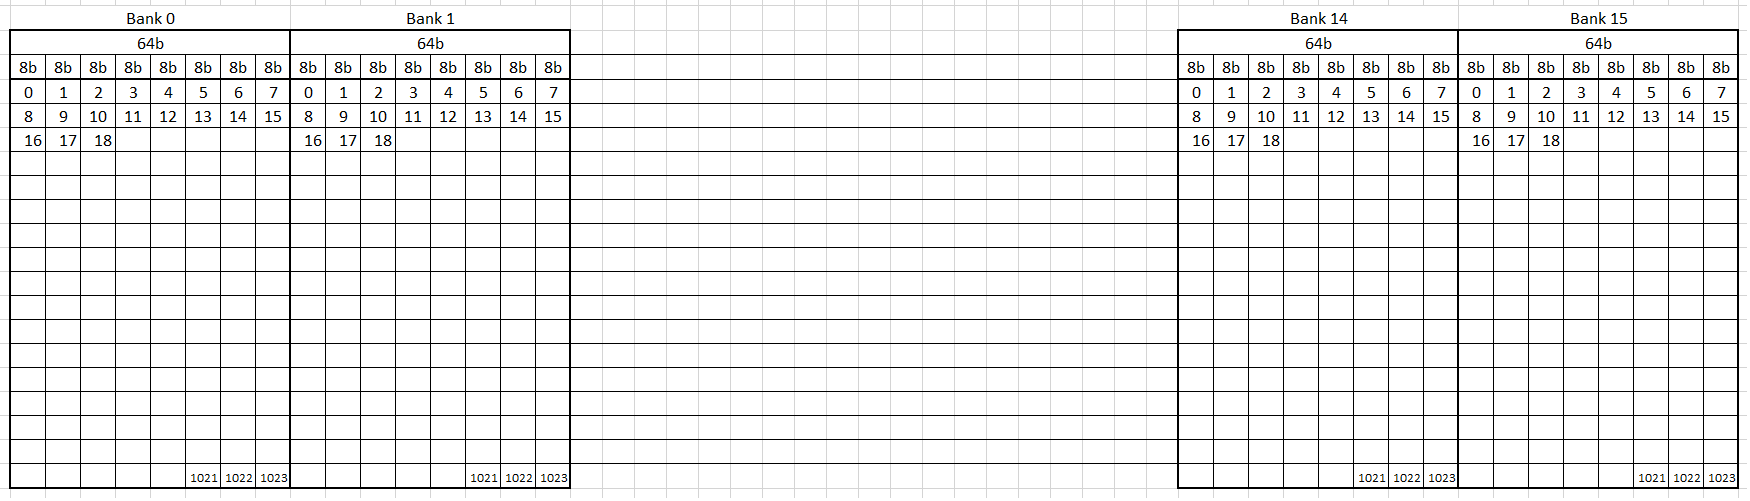 Bank 0 Bank 1 Bank 14 Bank 15
64b 64b 64b 64b
8b 8b 8b 8b 8b 8b 8b 8b 8b 8b 8b 8b 8b 8b 8b 8b 8b 8b 8b 8b 8b 8b 8b 8b 8b 8b 8b 8b 8b 8b 8b 8b
0 1 2 3 4 5 6 7 0 1 2 3 4 5 6 7 0 1 2 3 4 5 6 7 0 1 2 3 4 5 6 7
8 9 10 11 12 13 14 15 8 9 10 11 12 13 14 15 8 9 10 11 12 13 14 15 8 9 10 11 12 13 14 15
16 17 18 16 17 18 16 17 18 16 17 18
1021 1022 1023 1021 1022 1023 1021 1022 1023 1021 1022 1023